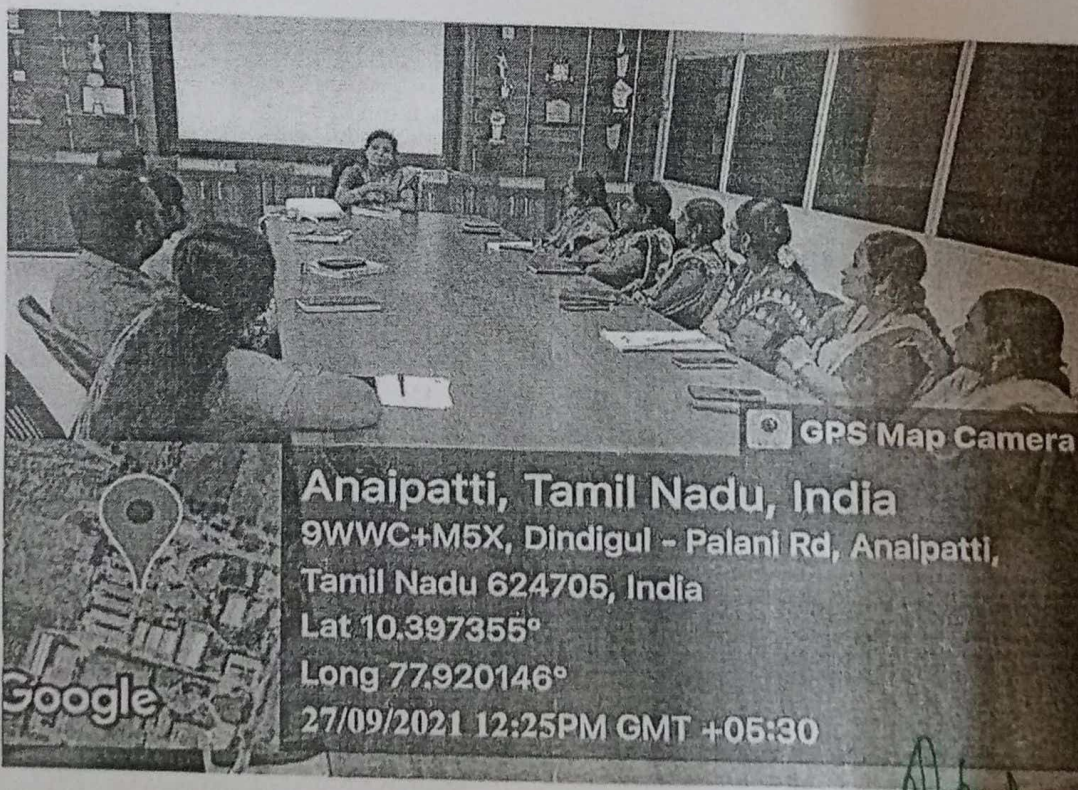 GPS Map Camera
Anaipatti, Tamil Nadu, India
9WWC+M5X, Dindigul - Palani Rd, Anaipatti,
Tamil Nadu 624705, India
Lat 10.397355°
Long 77.920146°
27/09/2021 12:25PM GMT +05:30
Google